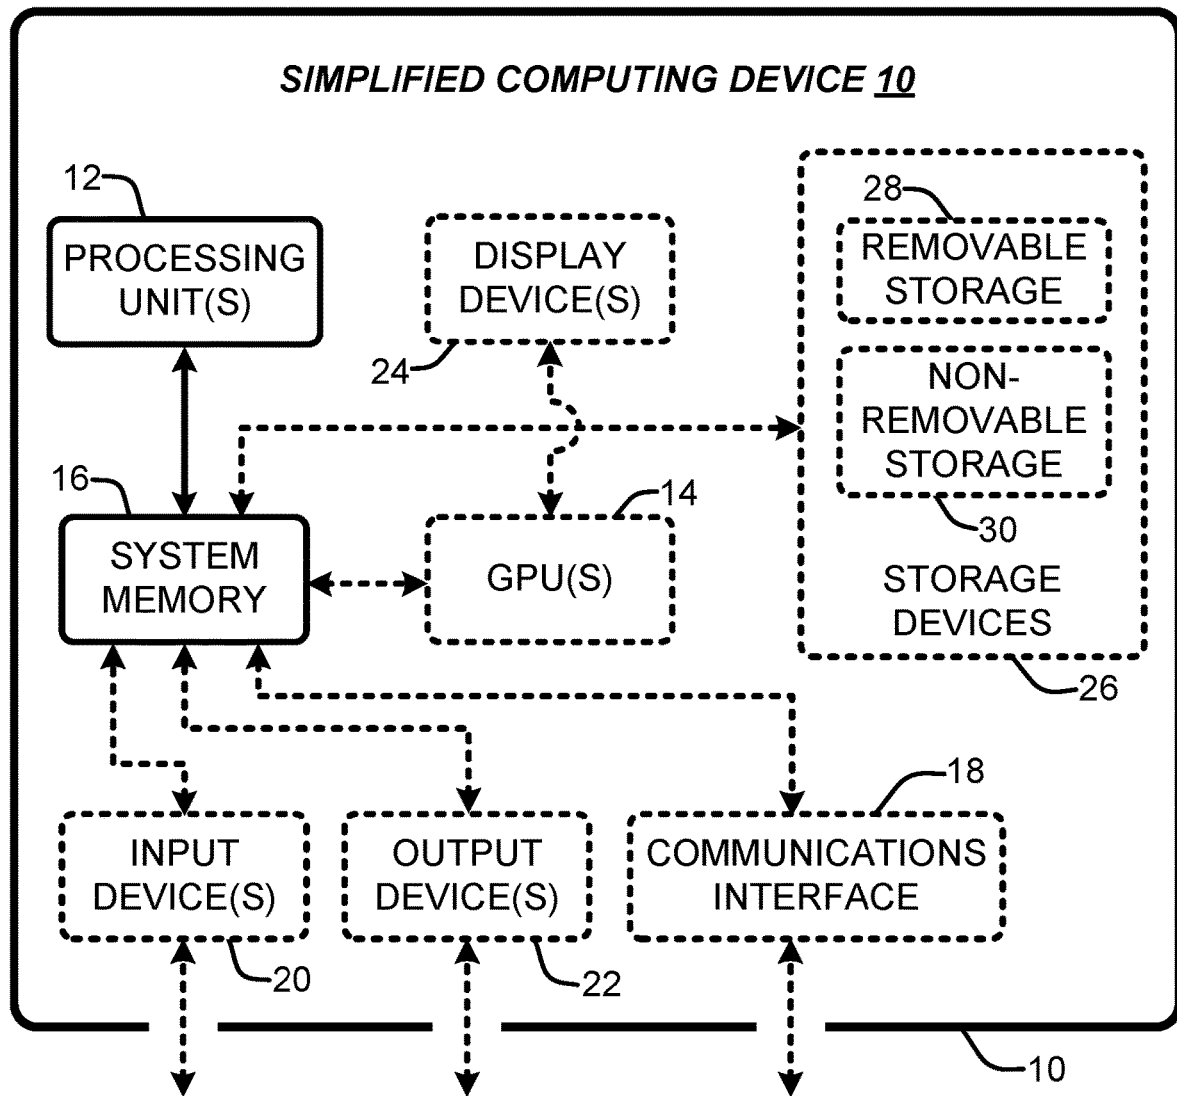 SIMPLIFIED COMPUTING DEVICE 10
12
PROCESSING
UNIT(S)
DISPLAY
DEVICE(S)
24
28
REMOVABLE
STORAGE
NON-
REMOVABLE
STORAGE
30
STORAGE
DEVICES
26
16
SYSTEM
MEMORY
14
GPU(S)
INPUT
DEVICE(S)
20
OUTPUT
DEVICE(S)
22
18
COMMUNICATIONS
INTERFACE
10